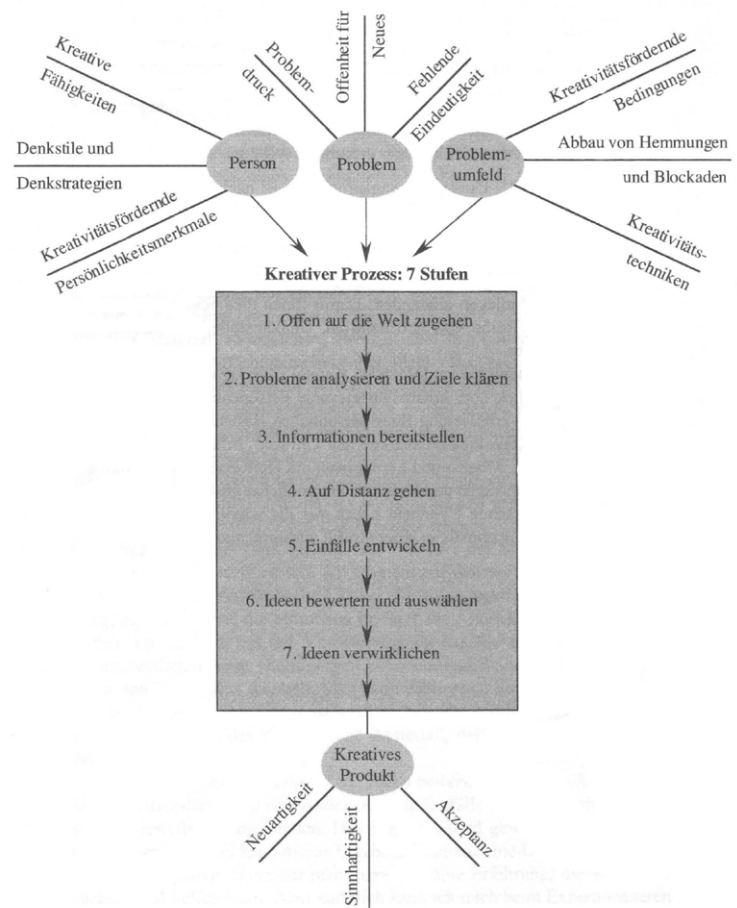 Kreative
Fähigkeiten
Denkstile und
Denkstrategien
Kreativitätsfördernde
Persönlichkeitsmerkmale
Person
Problem-
druck
Offenheit für
Neues
Fehlende
Eindeutigkeit
Problem
Kreativitätsfördernde
Bedingungen
Abbau von Hemmungen
und Blockaden
Kreativitäts-
techniken
Problem-
umfeld
Kreativer Prozess: 7 Stufen
1. Offen auf die Welt zugehen
2. Probleme analysieren und Ziele klären
3. Informationen bereitstellen
4. Auf Distanz gehen
5. Einfälle entwickeln
6. Ideen bewerten und auswählen
7. Ideen verwirklichen
Kreatives
Produkt
Neuartigkeit
Sinnhaftigkeit
Akzeptanz